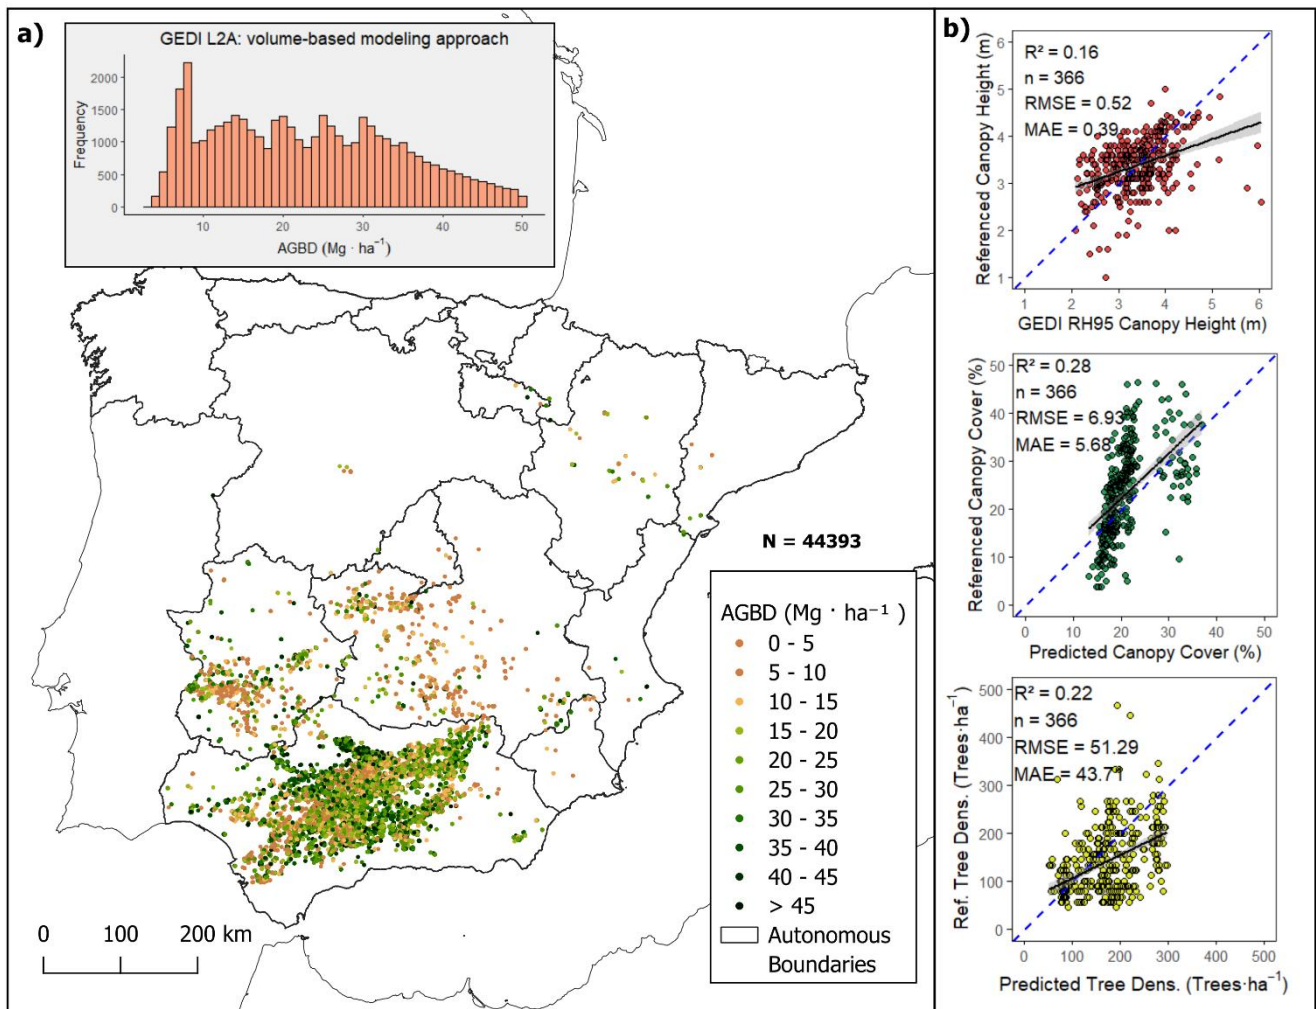 a)
GEDI L2A: volume-based modeling approach
Frequency
2000
1500
1000
500
0
10
20
30
40
50
AGBD (Mg · ha⁻¹)
N = 44393
AGBD (Mg · ha⁻¹)
0 - 5
5 - 10
10 - 15
15 - 20
20 - 25
25 - 30
30 - 35
35 - 40
40 - 45
> 45
Autonomous
Boundaries
0 100 200 km
b)
Referenced Canopy Height (m)
6
5
4
3
2
1
R² = 0.16
n = 366
RMSE = 0.52
MAE = 0.39
1 2 3 4 5 6
GEDI RH95 Canopy Height (m)
Referenced Canopy Cover (%)
50
40
30
20
10
0
R² = 0.28
n = 366
RMSE = 6.93
MAE = 5.68
0 10 20 30 40 50
Predicted Canopy Cover (%)
Ref. Tree Dens. (Trees·ha⁻¹)
500
400
300
200
100
0
R² = 0.22
n = 366
RMSE = 51.29
MAE = 43.71
0 100 200 300 400 500
Predicted Tree Dens. (Trees·ha⁻¹)